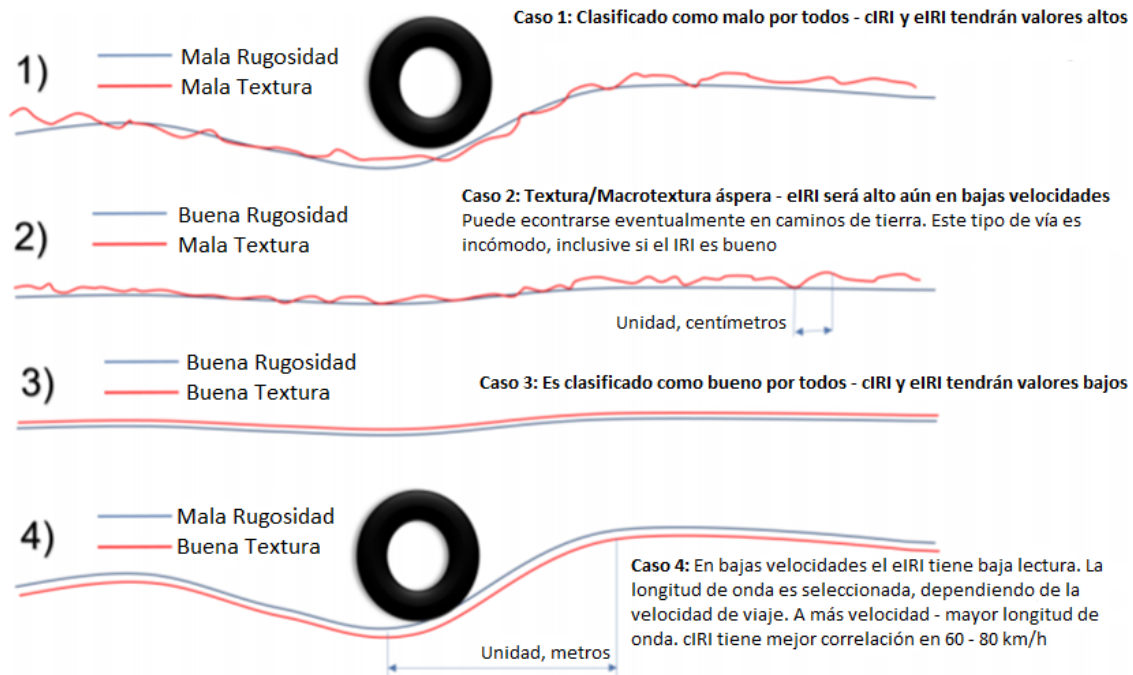 Caso 1: Clasificado como malo por todos - cIRI y eIRI tendrán valores altos
1)
Mala Rugosidad
Mala Textura
Caso 2: Textura/Macrotextura áspera - eIRI será alto aún en bajas velocidades
Puede econtrarse eventualmente en caminos de tierra. Este tipo de vía es
incómodo, inclusive si el IRI es bueno
2)
Buena Rugosidad
Mala Textura
Unidad, centímetros
3)
Buena Rugosidad
Buena Textura
Caso 3: Es clasificado como bueno por todos - cIRI y eIRI tendrán valores bajos
4)
Mala Rugosidad
Buena Textura
Caso 4: En bajas velocidades el eIRI tiene baja lectura. La
longitud de onda es seleccionada, dependiendo de la
velocidad de viaje. A más velocidad - mayor longitud de
onda. cIRI tiene mejor correlación en 60 - 80 km/h
Unidad, metros